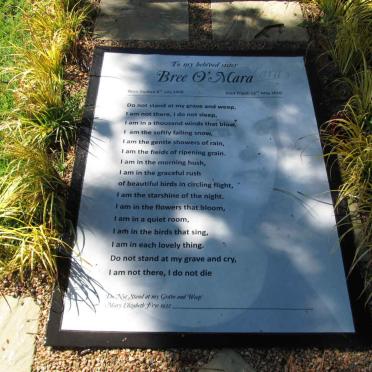 To my beloved sister
Bree O'Mara
Do not stand at my grave and weep,
I am not there, I do not sleep,
I am in a thousand winds that blow,
I am the softly falling snow,
I am the gentle showers of rain,
I am the fields of ripening grain.
I am in the morning hush,
I am in the graceful rush
of beautiful birds in circling flight,
I am the starshine of the night.
I am in the flowers that bloom,
I am in a quiet room,
I am in the birds that sing,
I am in each lovely thing.
Do not stand at my grave and cry,
I am not there, I do not die
Do Not Stand at my Grave and Weep
Mary Elizabeth Frye 1932